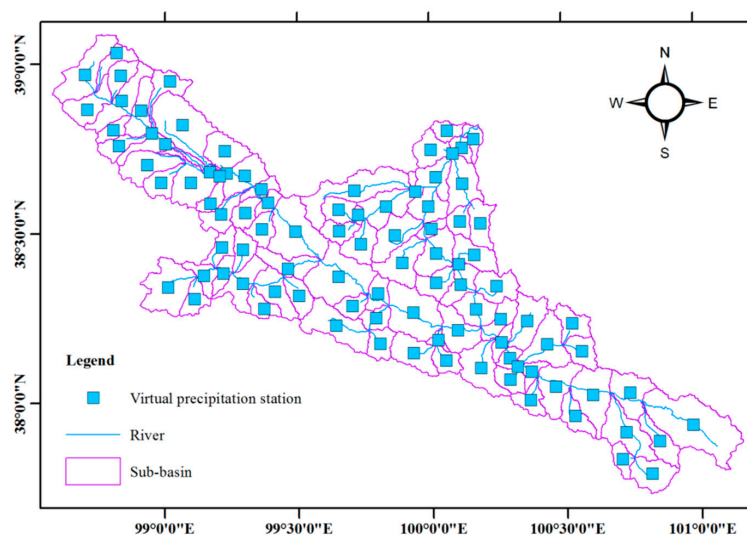 39°0'0"N
38°30'0"N
38°0'0"N
N
W E
S
Legend
Virtual precipitation station
River
Sub-basin
99°0'0"E 99°30'0"E 100°0'0"E 100°30'0"E 101°0'0"E